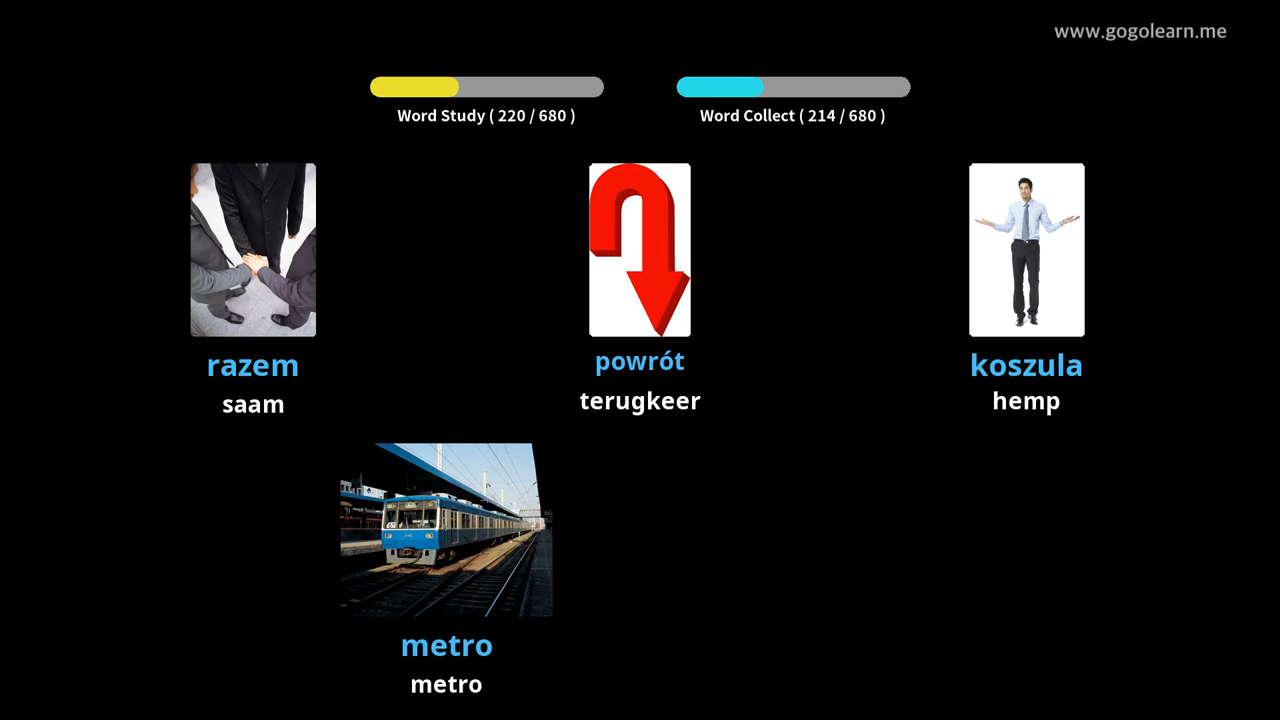 www.gogolearn.me
Word Study ( 220 / 680 )
Word Collect ( 214 / 680 )
razem
saam
powrót
terugkeer
koszula
hemp
metro
metro